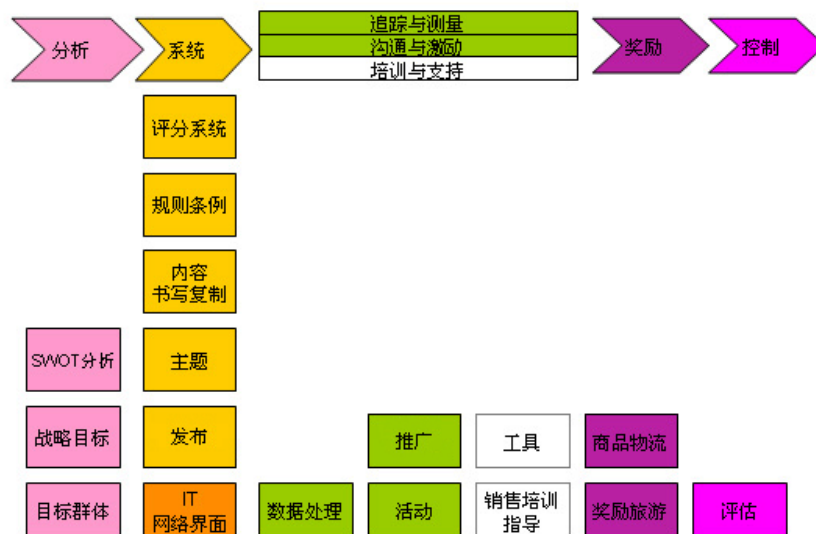 分析
系统
追踪与测量
沟通与激励
培训与支持
奖励
控制
评分系统
规则条例
内容
书写复制
SWOT分析
主题
战略目标
发布
推广
工具
商品物流
目标群体
IT
网络界面
数据处理
活动
销售培训
指导
奖励旅游
评估